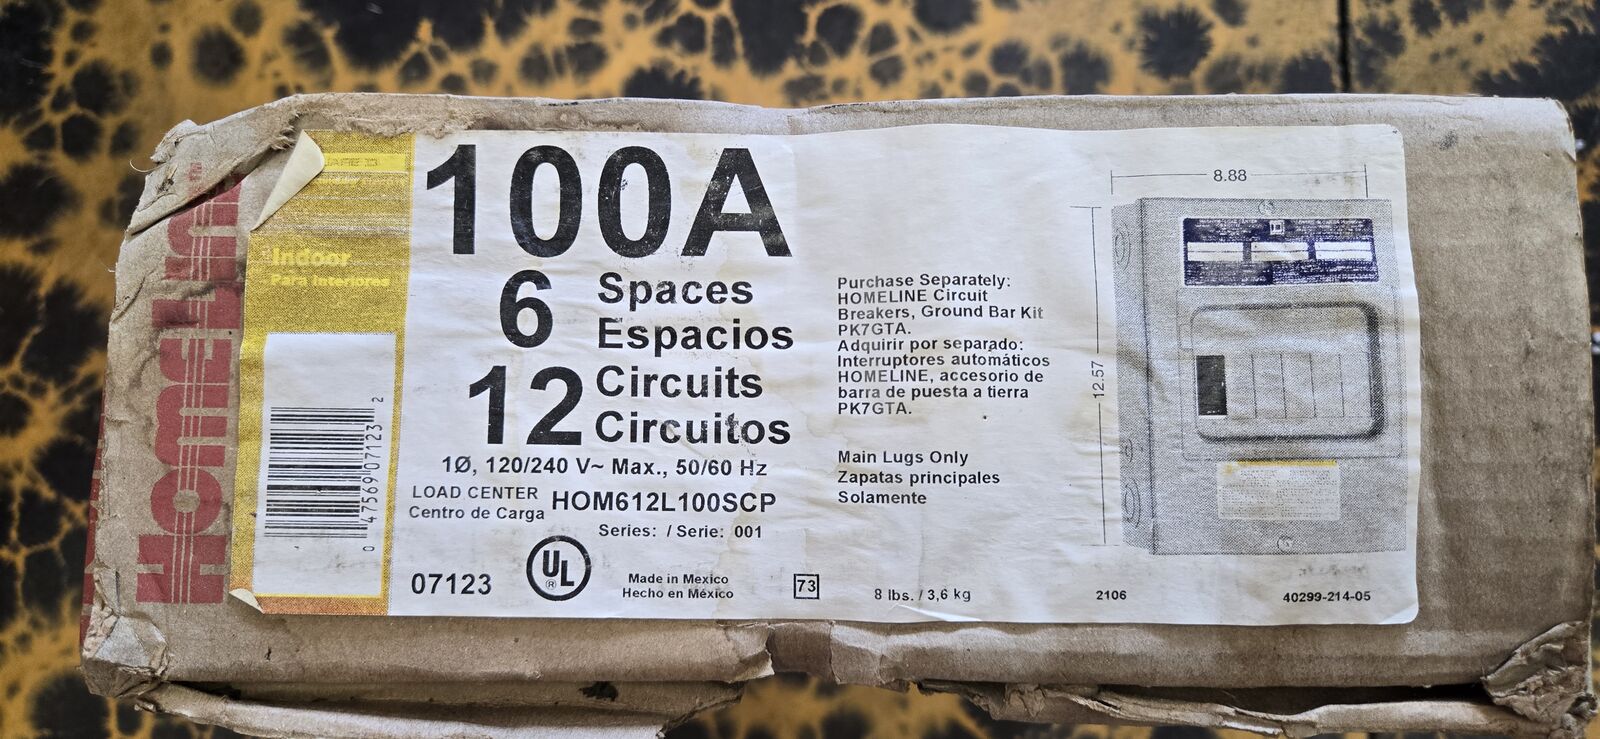 HomeLine
Indoor
Para Interiores
0 47569 07123 2
100A
6 Spaces
Espacios
12 Circuits
Circuitos
1Ø, 120/240 V~ Max., 50/60 Hz
LOAD CENTER HOM612L100SCP
Centro de Carga
Series: / Serie: 001
07123
UL
®
Made in Mexico
Hecho en México
73
Purchase Separately:
HOMELINE Circuit
Breakers, Ground Bar Kit
PK7GTA.
Adquirir por separado:
Interruptores automáticos
HOMELINE, accesorio de
barra de puesta a tierra
PK7GTA.
Main Lugs Only
Zapatas principales
Solamente
8 lbs. / 3,6 kg
8.88
12.57
2106
40299-214-05